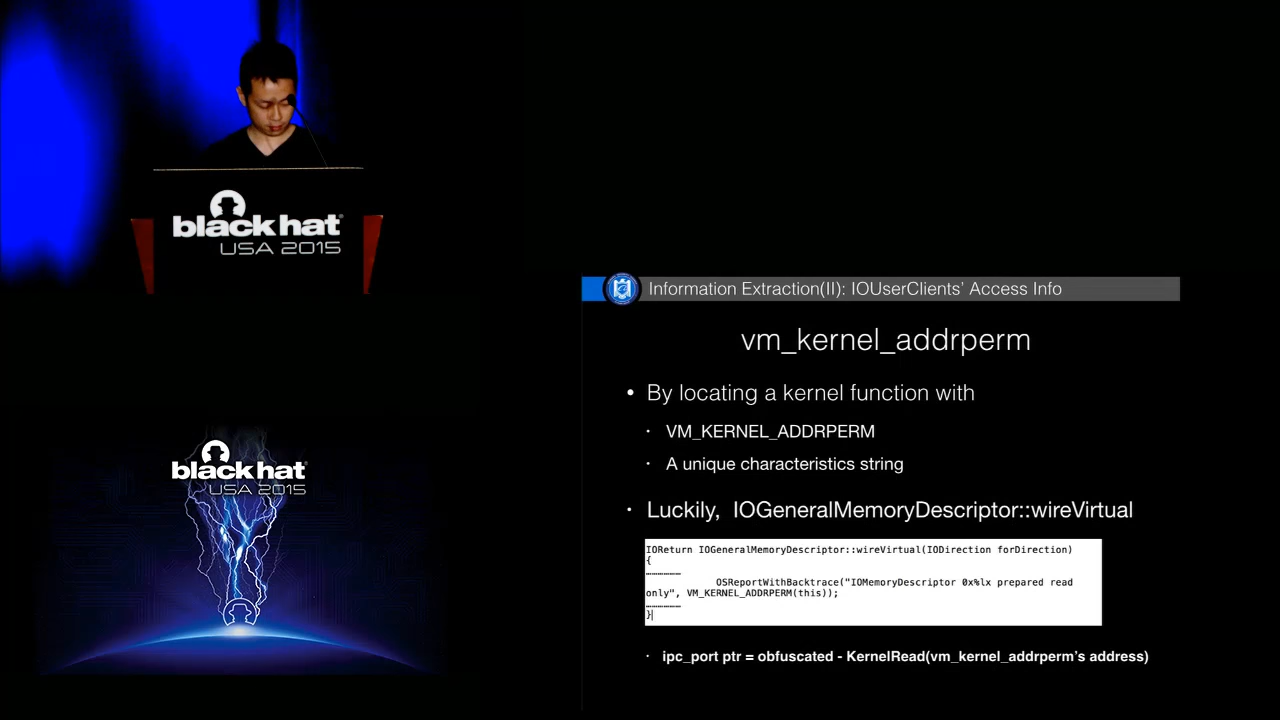 black hat
USA 2015
Information Extraction(II): IOUserClients' Access Info
vm_kernel_addrperm
• By locating a kernel function with
· VM_KERNEL_ADDRPERM
· A unique characteristics string
· Luckily, IOGeneralMemoryDescriptor::wireVirtual
IOReturn IOGeneralMemoryDescriptor::wireVirtual(IODirection forDirection)
{
………………
OSReportWithBacktrace("IOMemoryDescriptor 0x%lx prepared read
only", VM_KERNEL_ADDRPERM(this));
………………
}
· ipc_port ptr = obfuscated - KernelRead(vm_kernel_addrperm's address)
black hat
USA 2015